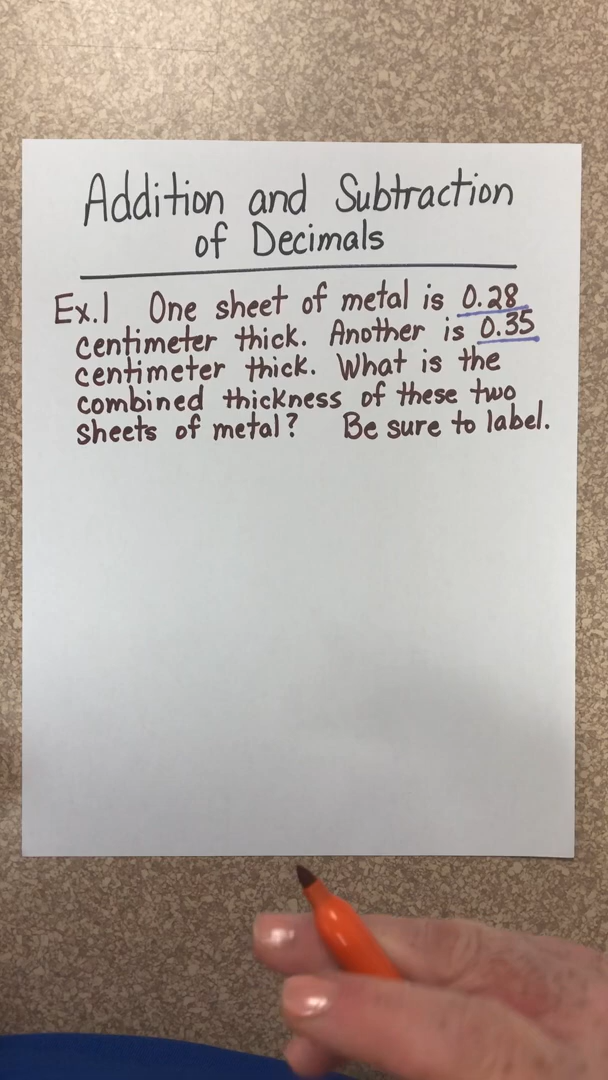 Addition and Subtraction
of Decimals
Ex.1 One sheet of metal is 0.28
centimeter thick. Another is 0.35
centimeter thick. What is the
combined thickness of these two
sheets of metal? Be sure to label.